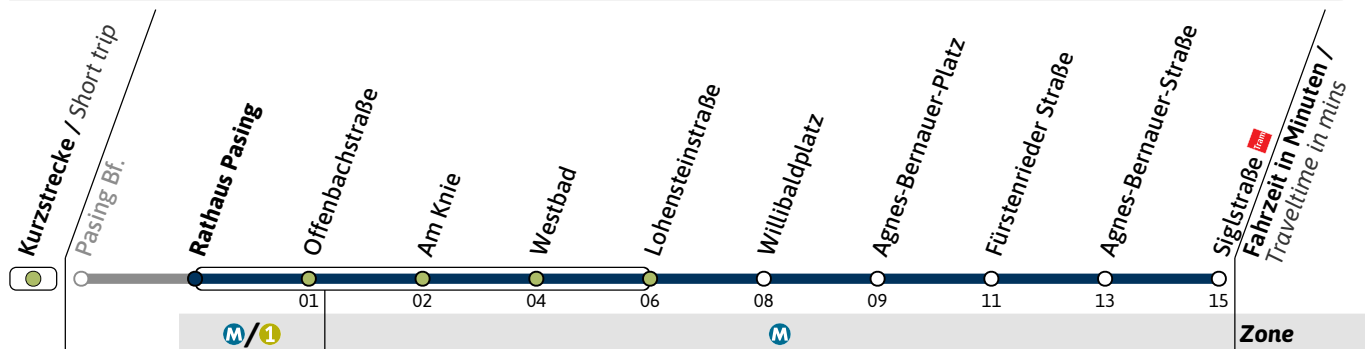 Kurzstrecke / Short trip
Pasing Bf.
Rathaus Pasing
Offenbachstraße
Am Knie
Westbad
Lohensteinstraße
Willibaldplatz
Agnes-Bernauer-Platz
Fürstenrieder Straße
Agnes-Bernauer-Straße
Siglstraße Tram
Fahrzeit in Minuten /
Traveltime in mins
01 02 04 06 08 09 11 13 15
M/1 M Zone